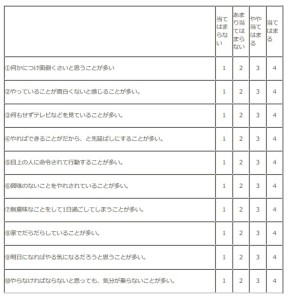 当て
はま
らな
い
あま
り当
ては
まら
ない
やや
当て
はま
る
当て
はま
る
①何かにつけ面倒くさいと思うことが多い
1 2 3 4
②やっていることが面白くないと感じることが多い。
1 2 3 4
③何もせずテレビなどを見ていることが多い。
1 2 3 4
④やればできることがだから、と先延ばしにすることが多い。
1 2 3 4
⑤目上の人に命令されて行動することが多い。
1 2 3 4
⑥興味のないことをやれされていることが多い。
1 2 3 4
⑦無意味なことをして1日過ごしてしまうことが多い。
1 2 3 4
⑧家でだらだらしていることが多い。
1 2 3 4
⑨明日になればやる気になるだろうと思うことが多い。
1 2 3 4
⑩やらなければならないと思っても、気分が乗らないことが多い。
1 2 3 4